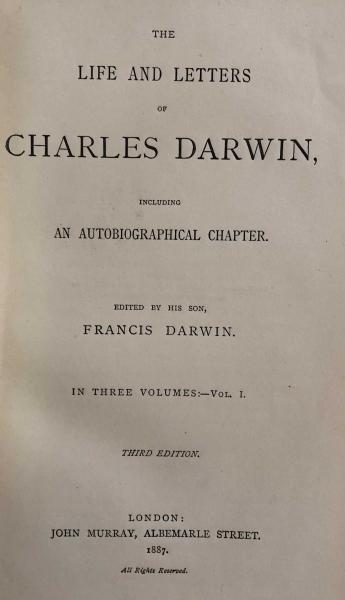 THE
LIFE AND LETTERS
OF
CHARLES DARWIN,
INCLUDING
AN AUTOBIOGRAPHICAL CHAPTER.
EDITED BY HIS SON,
FRANCIS DARWIN.
IN THREE VOLUMES:—VOL. I.
THIRD EDITION.
LONDON:
JOHN MURRAY, ALBEMARLE STREET.
1887.
All Rights Reserved.